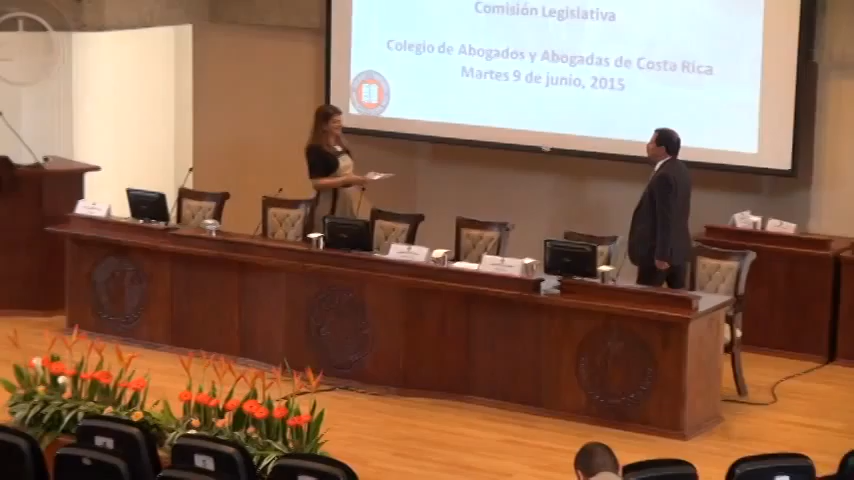 Comisión Legislativa
Colegio de Abogados y Abogadas de Costa Rica
Martes 9 de junio, 2015